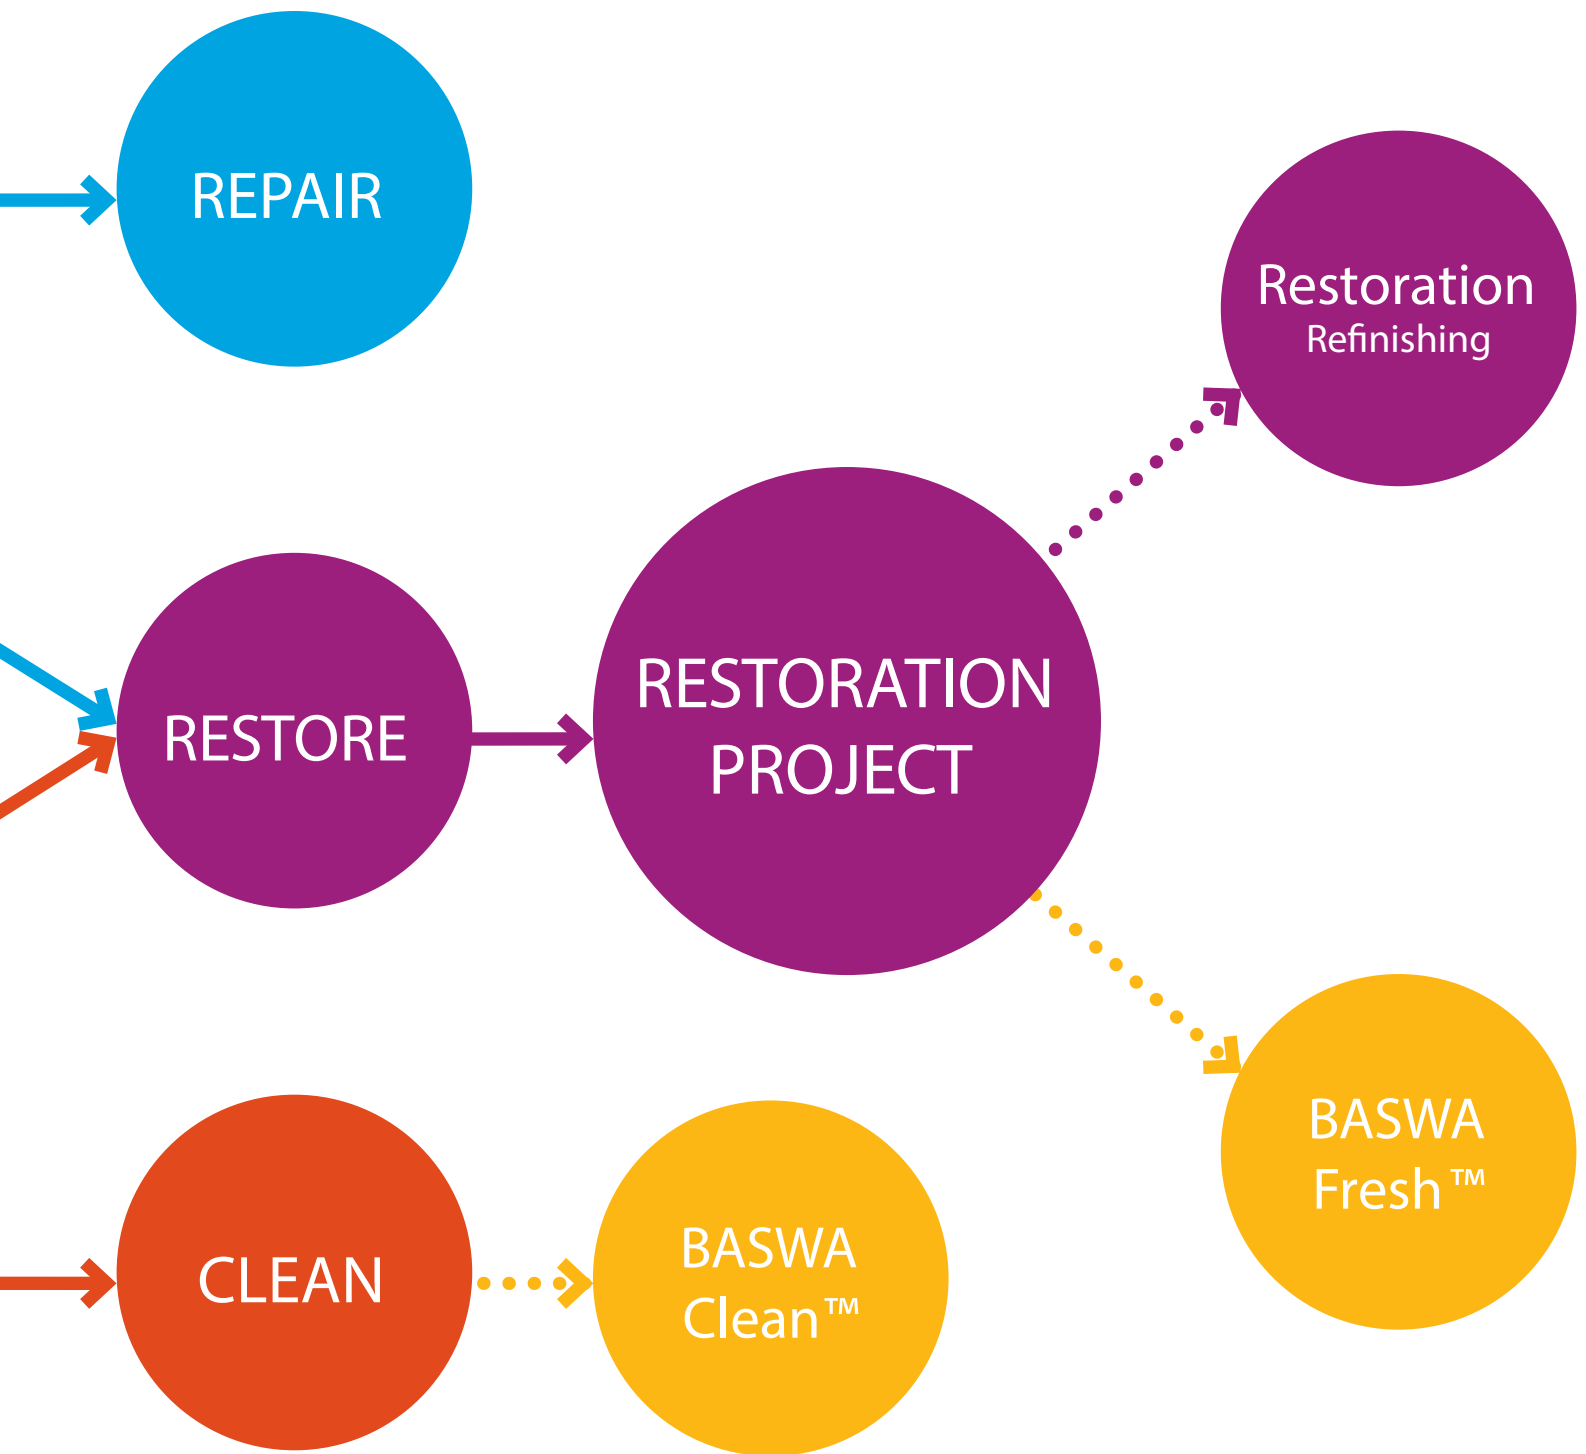 REPAIR
Restoration
Refinishing
RESTORE
RESTORATION
PROJECT
CLEAN
BASWA
Clean™
BASWA
Fresh™